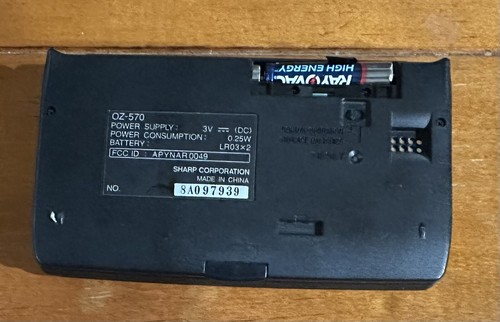 RAYOVAC
HIGH ENERGY
OZ-570
POWER SUPPLY: 3V ⎓ (DC)
POWER CONSUMPTION: 0.25W
BATTERY: LR03×2
FCC ID: APYNAR0049
SHARP CORPORATION
MADE IN CHINA
NO. 8A097939